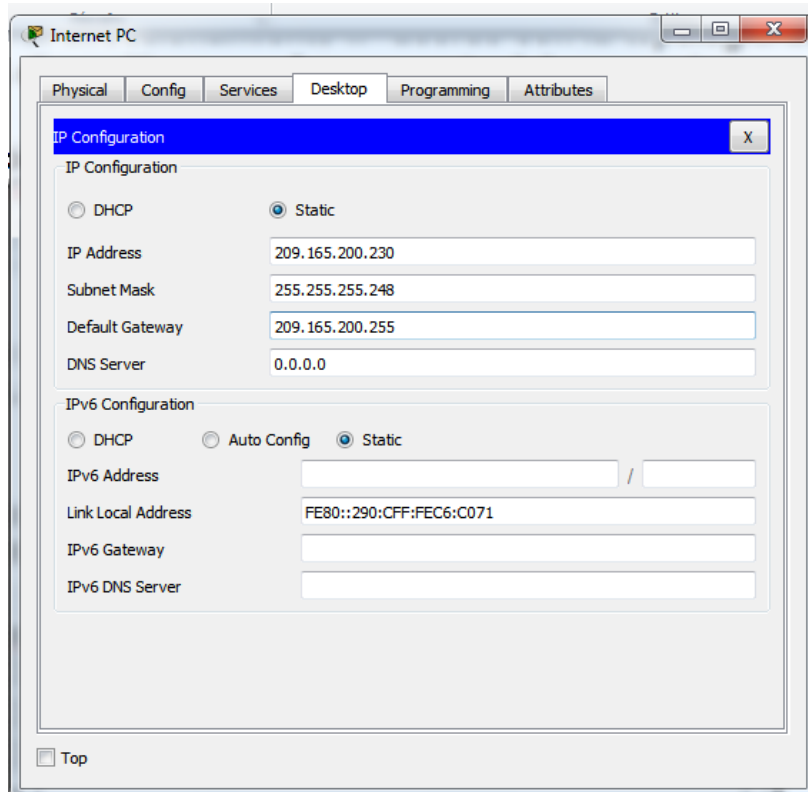 Internet PC
Physical Config Services Desktop Programming Attributes
IP Configuration X
IP Configuration
DHCP Static
IP Address 209.165.200.230
Subnet Mask 255.255.255.248
Default Gateway 209.165.200.255
DNS Server 0.0.0.0
IPv6 Configuration
DHCP Auto Config Static
IPv6 Address /
Link Local Address FE80::290:CFF:FEC6:C071
IPv6 Gateway
IPv6 DNS Server
Top